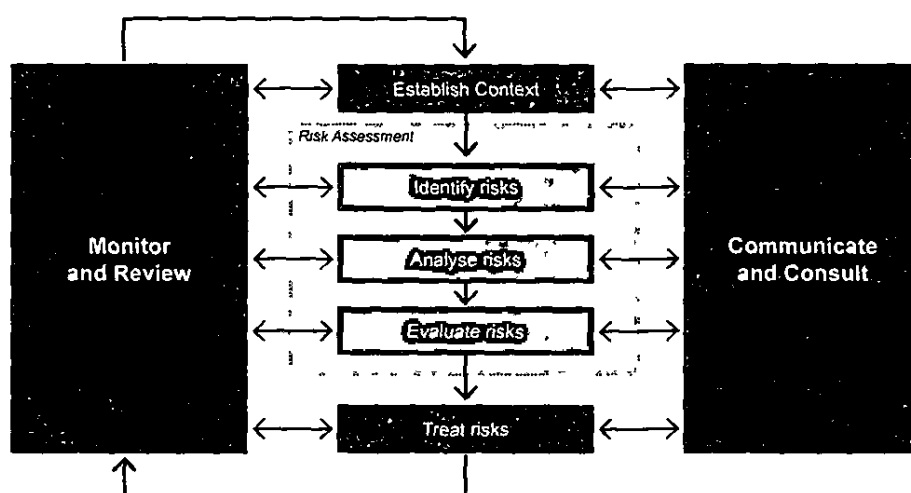 Establish Context
Risk Assessment
Identify risks
Monitor
and Review
Analyse risks
Communicate
and Consult
Evaluate risks
Treat risks